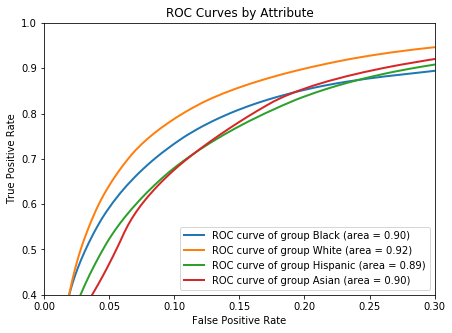 ROC Curves by Attribute
True Positive Rate
1.0
0.9
0.8
0.7
0.6
0.5
0.4
ROC curve of group Black (area = 0.90)
ROC curve of group White (area = 0.92)
ROC curve of group Hispanic (area = 0.89)
ROC curve of group Asian (area = 0.90)
0.00 0.05 0.10 0.15 0.20 0.25 0.30
False Positive Rate